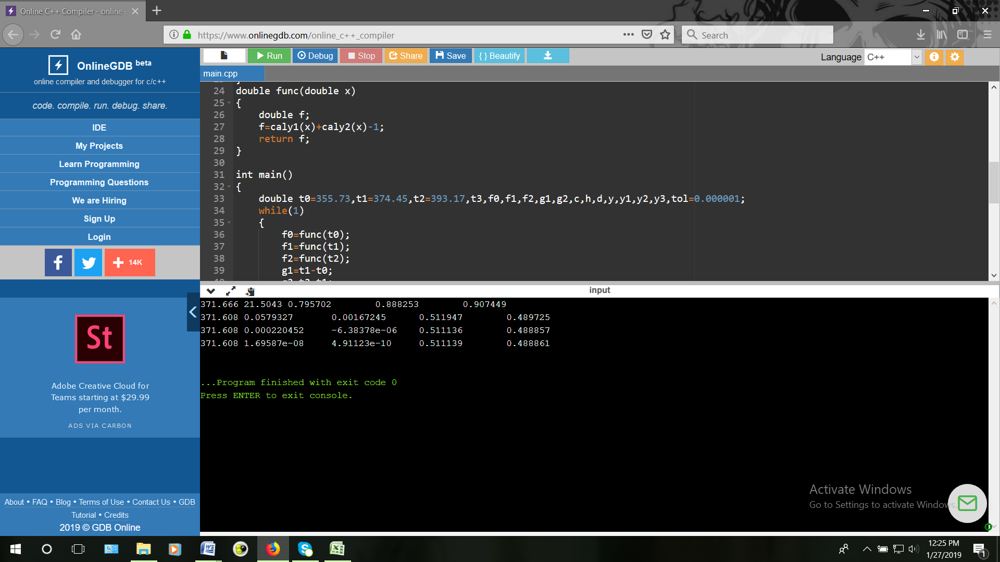 Online C++ Compiler - online e
https://www.onlinegdb.com/online_c++_compiler
Search
OnlineGDB beta
online compiler and debugger for c/c++
code. compile. run. debug. share.
IDE
My Projects
Learn Programming
Programming Questions
We are Hiring
Sign Up
Login
14K
St
Adobe Creative Cloud for
Teams starting at $29.99
per month.
ADS VIA CARBON
About • FAQ • Blog • Terms of Use • Contact Us • GDB
Tutorial • Credits
2019 © GDB Online
Run Debug Stop Share Save { } Beautify
Language C++
main.cpp
24 double func(double x)
25 {
26 double f;
27 f=caly1(x)+caly2(x)-1;
28 return f;
29 }
30
31 int main()
32 {
33 double t0=355.73,t1=374.45,t2=393.17,t3,f0,f1,f2,g1,g2,c,h,d,y,y1,y2,y3,tol=0.000001;
34 while(1)
35 {
36 f0=func(t0);
37 f1=func(t1);
38 f2=func(t2);
39 g1=t1-t0;
input
371.666 21.5043 0.795702 0.888253 0.907449
371.608 0.0579327 0.00167245 0.511947 0.489725
371.608 0.000220452 -6.38378e-06 0.511136 0.488857
371.608 1.69587e-08 4.91123e-10 0.511139 0.488861
...Program finished with exit code 0
Press ENTER to exit console.
Activate Windows
Go to Settings to activate Windows.
12:25 PM
1/27/2019
1